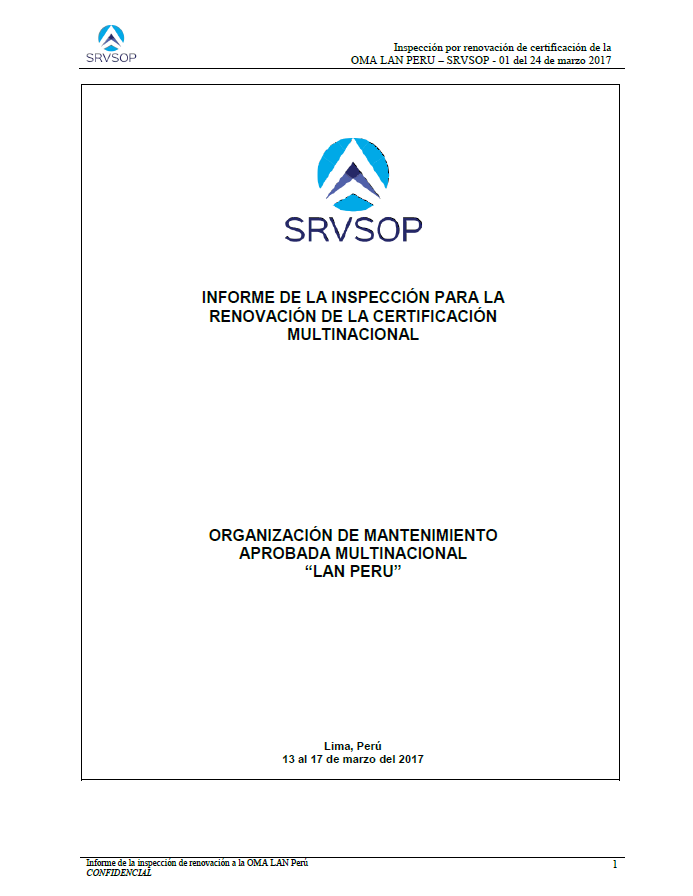 SRVSOP
Inspección por renovación de certificación de la
OMA LAN PERU – SRVSOP - 01 del 24 de marzo 2017
SRVSOP
INFORME DE LA INSPECCIÓN PARA LA
RENOVACIÓN DE LA CERTIFICACIÓN
MULTINACIONAL
ORGANIZACIÓN DE MANTENIMIENTO
APROBADA MULTINACIONAL
“LAN PERU”
Lima, Perú
13 al 17 de marzo del 2017
Informe de la inspección de renovación a la OMA LAN Perú
1
CONFIDENCIAL